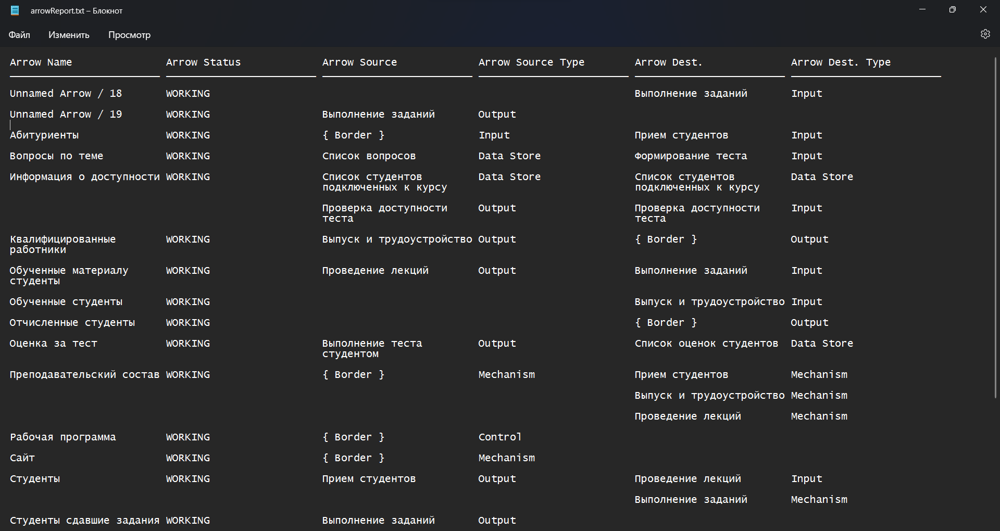 arrowReport.txt – Блокнот
Файл Изменить Просмотр
Arrow Name Arrow Status Arrow Source Arrow Source Type Arrow Dest. Arrow Dest. Type
Unnamed Arrow / 18 WORKING Выполнение заданий Input
Unnamed Arrow / 19 WORKING Выполнение заданий Output
Абитуриенты WORKING { Border } Input Прием студентов Input
Вопросы по теме WORKING Список вопросов Data Store Формирование теста Input
Информация о доступности WORKING Список студентов Data Store Список студентов Data Store
подключенных к курсу подключенных к курсу
Проверка доступности Output Проверка доступности Input
теста теста
Квалифицированные WORKING Выпуск и трудоустройство Output { Border } Output
работники
Обученные материалу WORKING Проведение лекций Output Выполнение заданий Input
студенты
Обученные студенты WORKING Выпуск и трудоустройство Input
Отчисленные студенты WORKING { Border } Output
Оценка за тест WORKING Выполнение теста Output Список оценок студентов Data Store
студентом
Преподавательский состав WORKING { Border } Mechanism Прием студентов Mechanism
Выпуск и трудоустройство Mechanism
Проведение лекций Mechanism
Рабочая программа WORKING { Border } Control
Сайт WORKING { Border } Mechanism
Студенты WORKING Прием студентов Output Проведение лекций Input
Выполнение заданий Mechanism
Студенты сдавшие задания WORKING Выполнение заданий Output